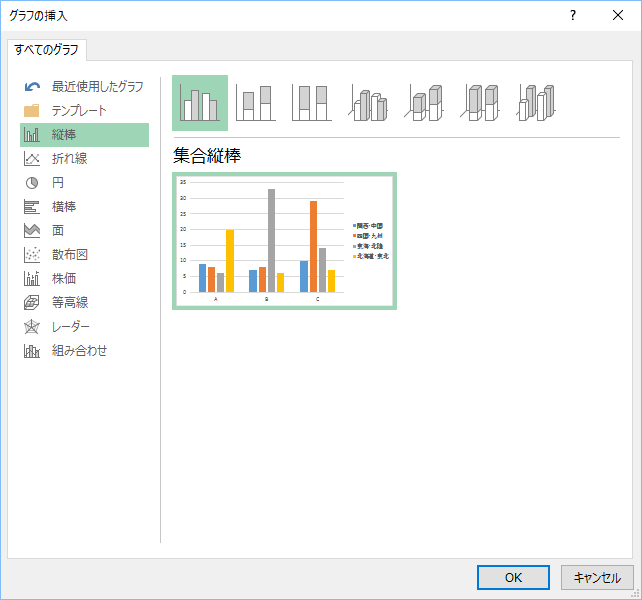 グラフの挿入
?
すべてのグラフ
最近使用したグラフ
テンプレート
縦棒
折れ線
円
横棒
面
散布図
株価
等高線
レーダー
組み合わせ
集合縦棒
35
30
25
20
15
10
5
0
A B C
関西・中国
四国・九州
東海・北陸
北海道・東北
OK キャンセル